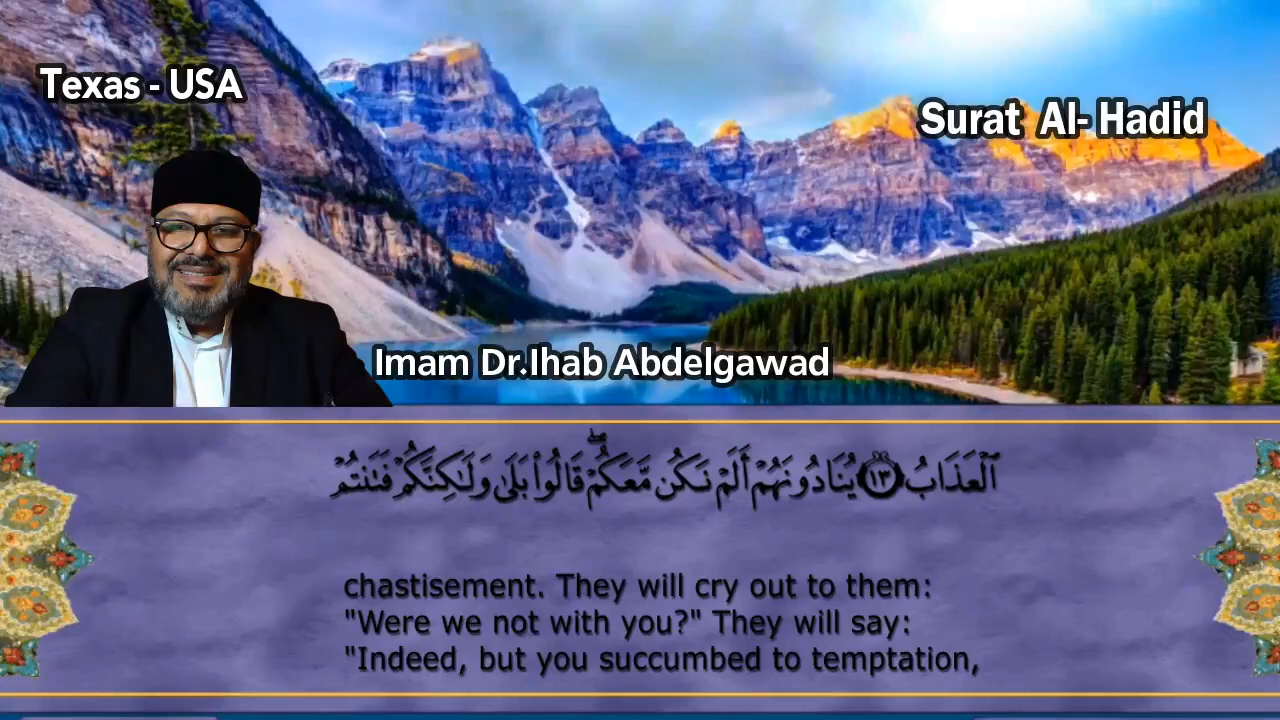 Texas - USA
Surat Al- Hadid
Imam Dr.Ihab Abdelgawad
ٱلْعَذَابُ ١٣ يُنَادُونَهُمْ أَلَمْ نَكُن مَّعَكُمْ ۖ قَالُوا۟ بَلَىٰ وَلَـٰكِنَّكُمْ فَتَنتُمْ
chastisement. They will cry out to them:
"Were we not with you?" They will say:
"Indeed, but you succumbed to temptation,